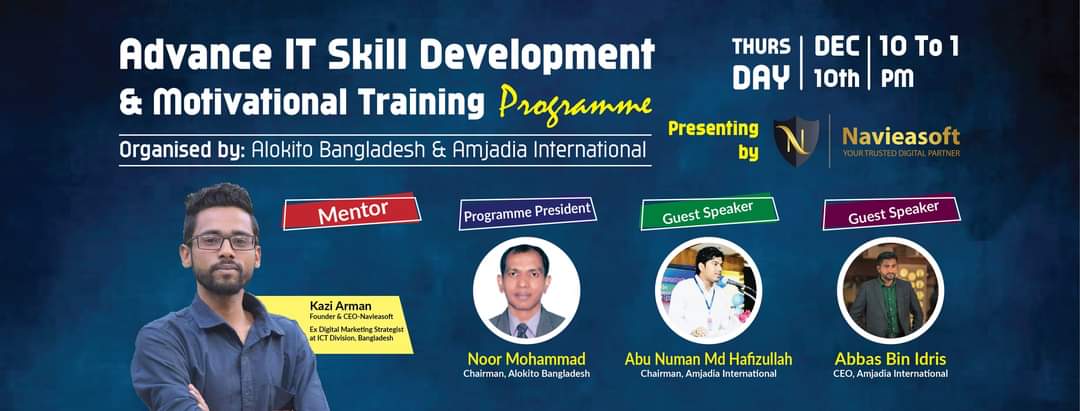 Advance IT Skill Development
& Motivational Training Programme
Organised by: Alokito Bangladesh & Amjadia International
THURS
DAY
DEC
10th
10 To 1
PM
Presenting
by
N
Navieasoft
YOUR TRUSTED DIGITAL PARTNER
Mentor
Kazi Arman
Founder & CEO-Navieasoft
Ex Digital Marketing Strategist
at ICT Division, Bangladesh
Programme President
Noor Mohammad
Chairman, Alokito Bangladesh
Guest Speaker
Abu Numan Md Hafizullah
Chairman, Amjadia International
Guest Speaker
Abbas Bin Idris
CEO, Amjadia International